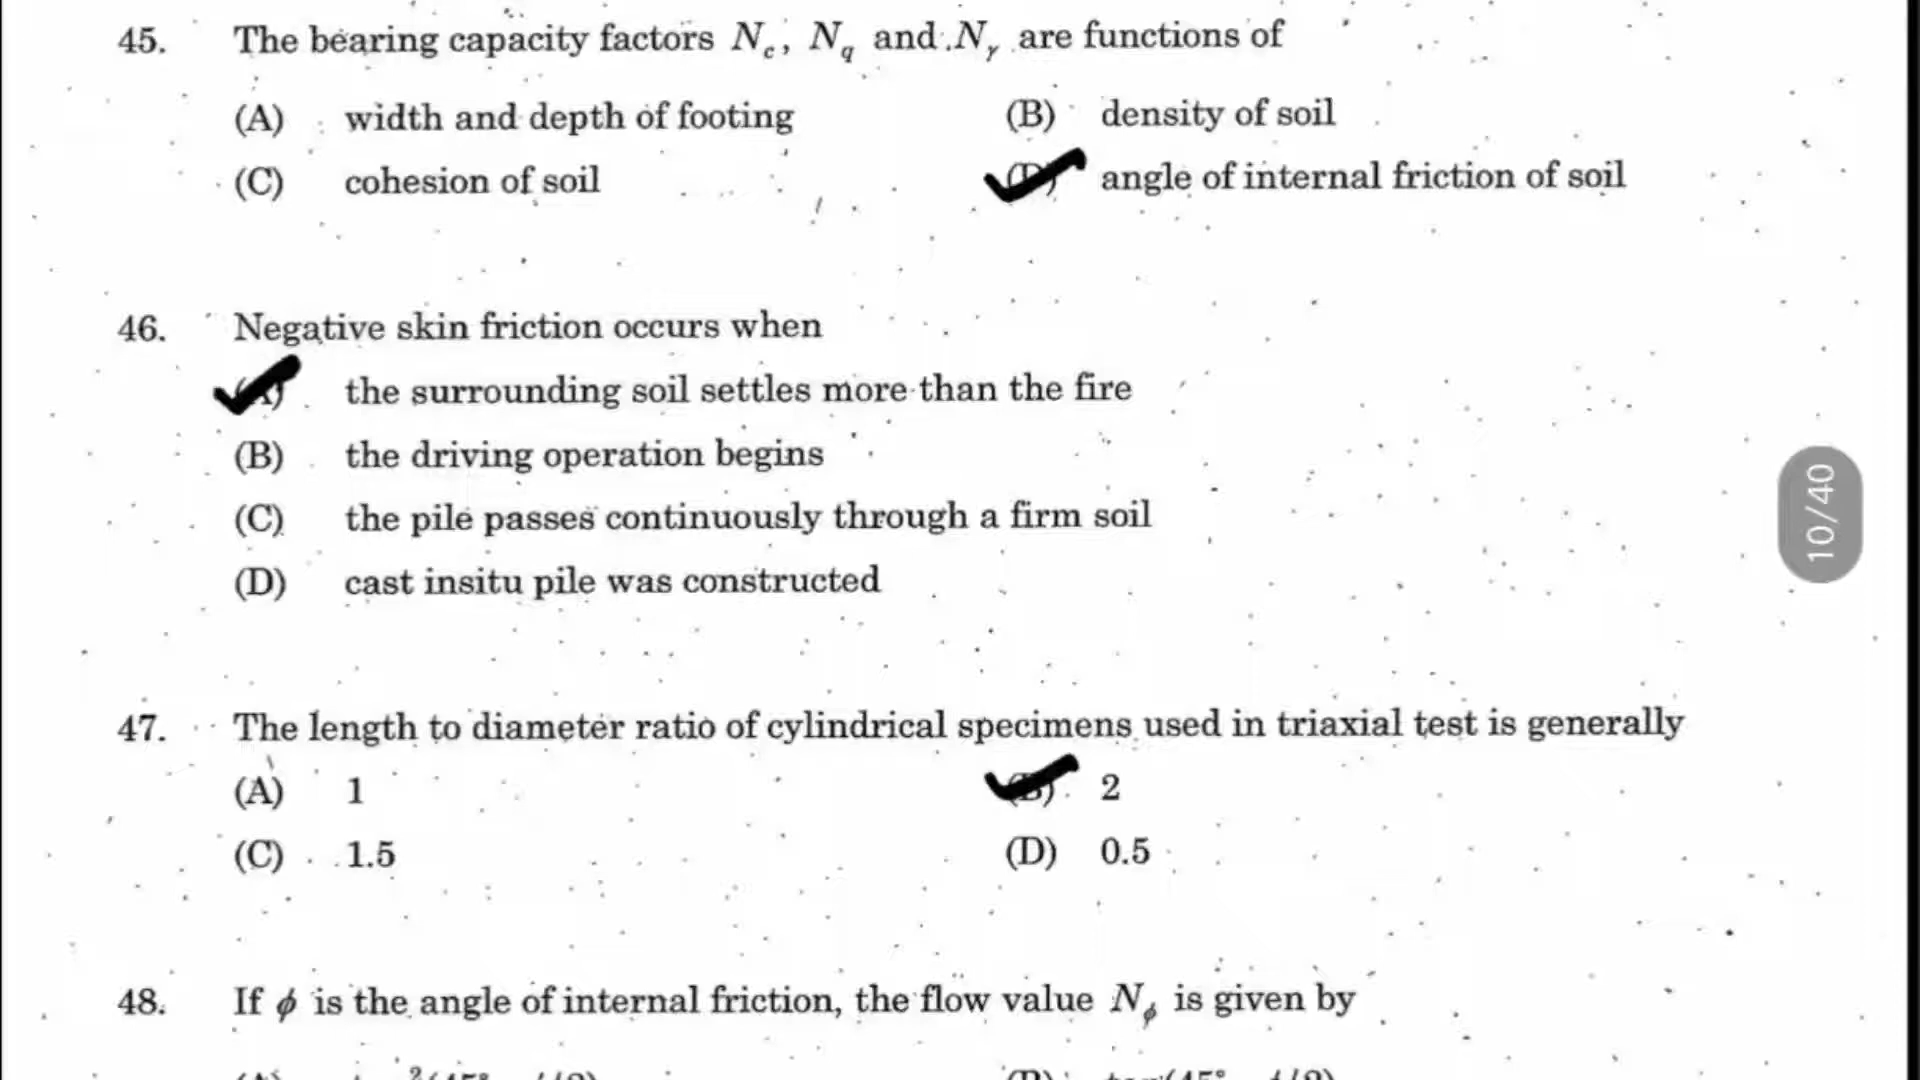 45. The bearing capacity factors N_c, N_q and N_γ are functions of
(A) width and depth of footing (B) density of soil
(C) cohesion of soil (D) angle of internal friction of soil
46. Negative skin friction occurs when
(A) the surrounding soil settles more than the fire
(B) the driving operation begins
(C) the pile passes continuously through a firm soil
(D) cast insitu pile was constructed
10/40
47. The length to diameter ratio of cylindrical specimens used in triaxial test is generally
(A) 1 (B) 2
(C) 1.5 (D) 0.5
48. If ϕ is the angle of internal friction, the flow value N_ϕ is given by